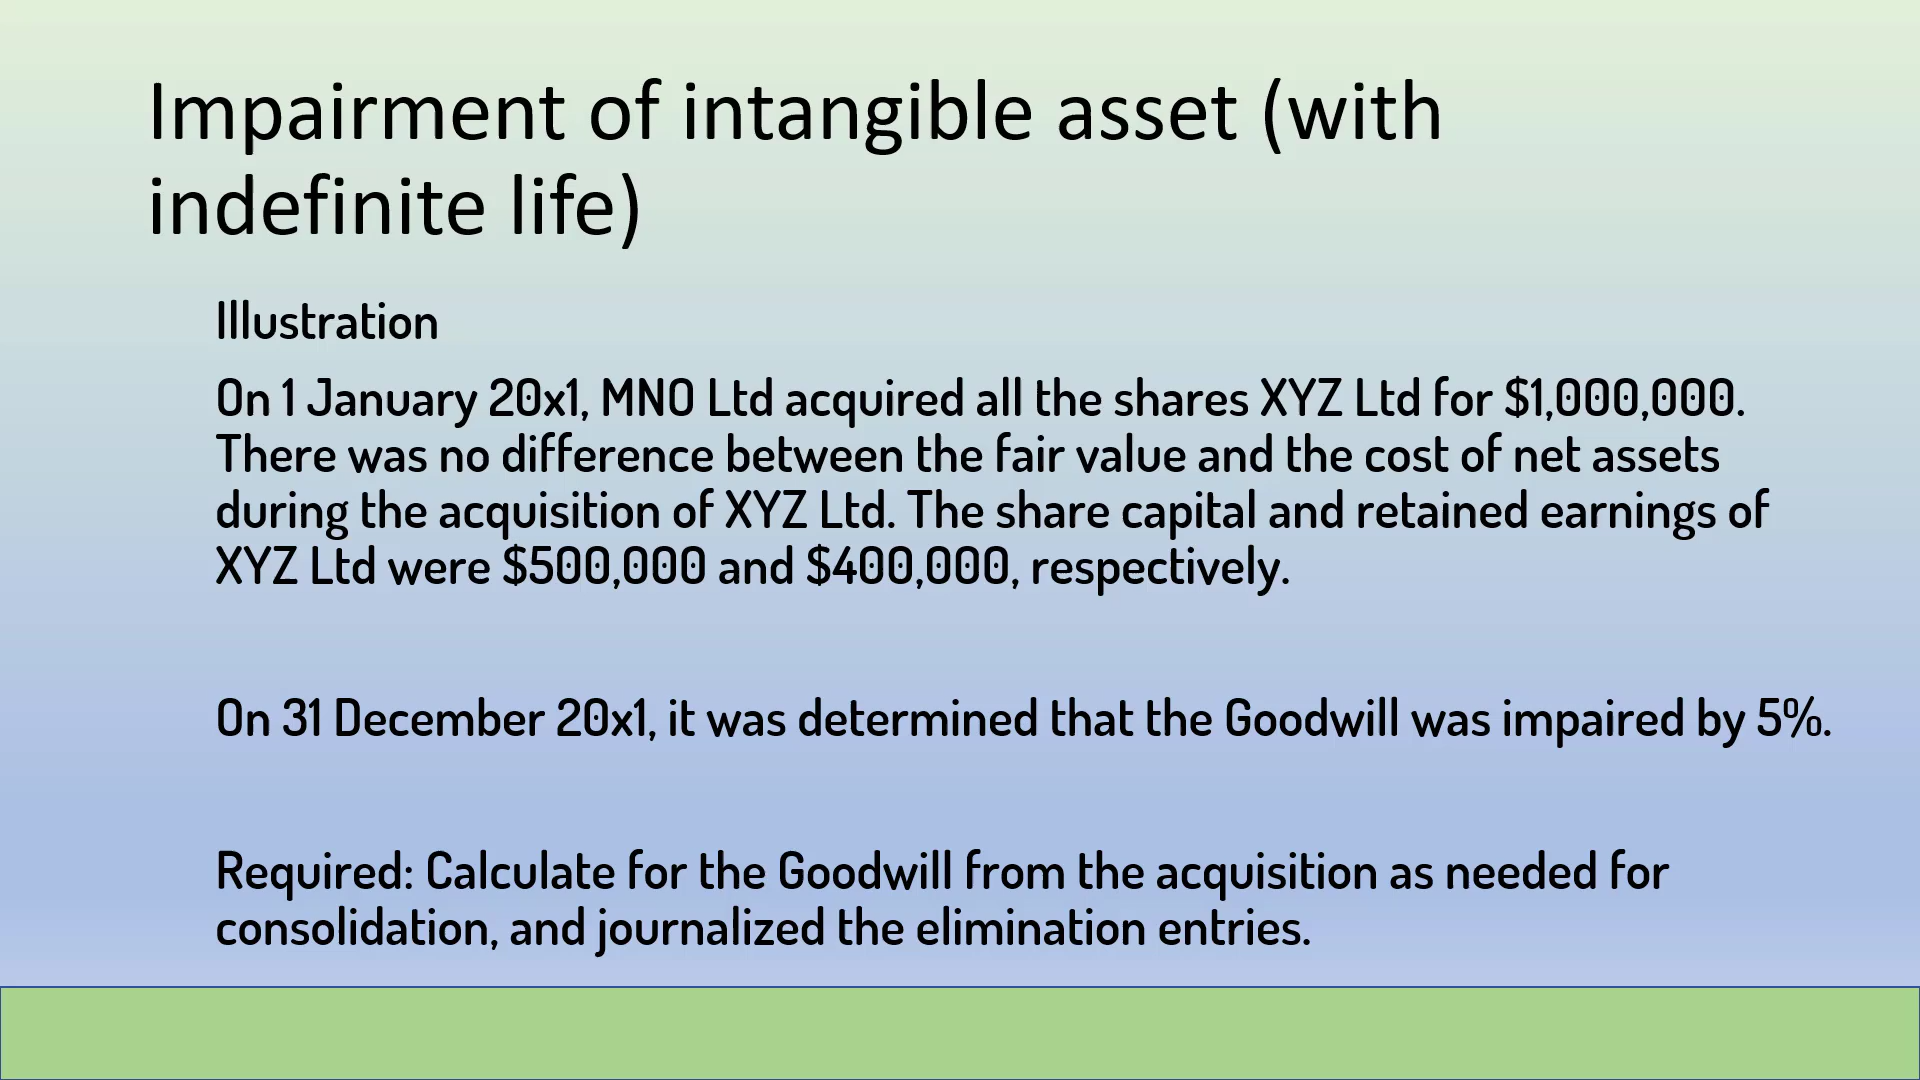 Impairment of intangible asset (with
indefinite life)
Illustration
On 1 January 20x1, MNO Ltd acquired all the shares XYZ Ltd for $1,000,000.
There was no difference between the fair value and the cost of net assets
during the acquisition of XYZ Ltd. The share capital and retained earnings of
XYZ Ltd were $500,000 and $400,000, respectively.
On 31 December 20x1, it was determined that the Goodwill was impaired by 5%.
Required: Calculate for the Goodwill from the acquisition as needed for
consolidation, and journalized the elimination entries.